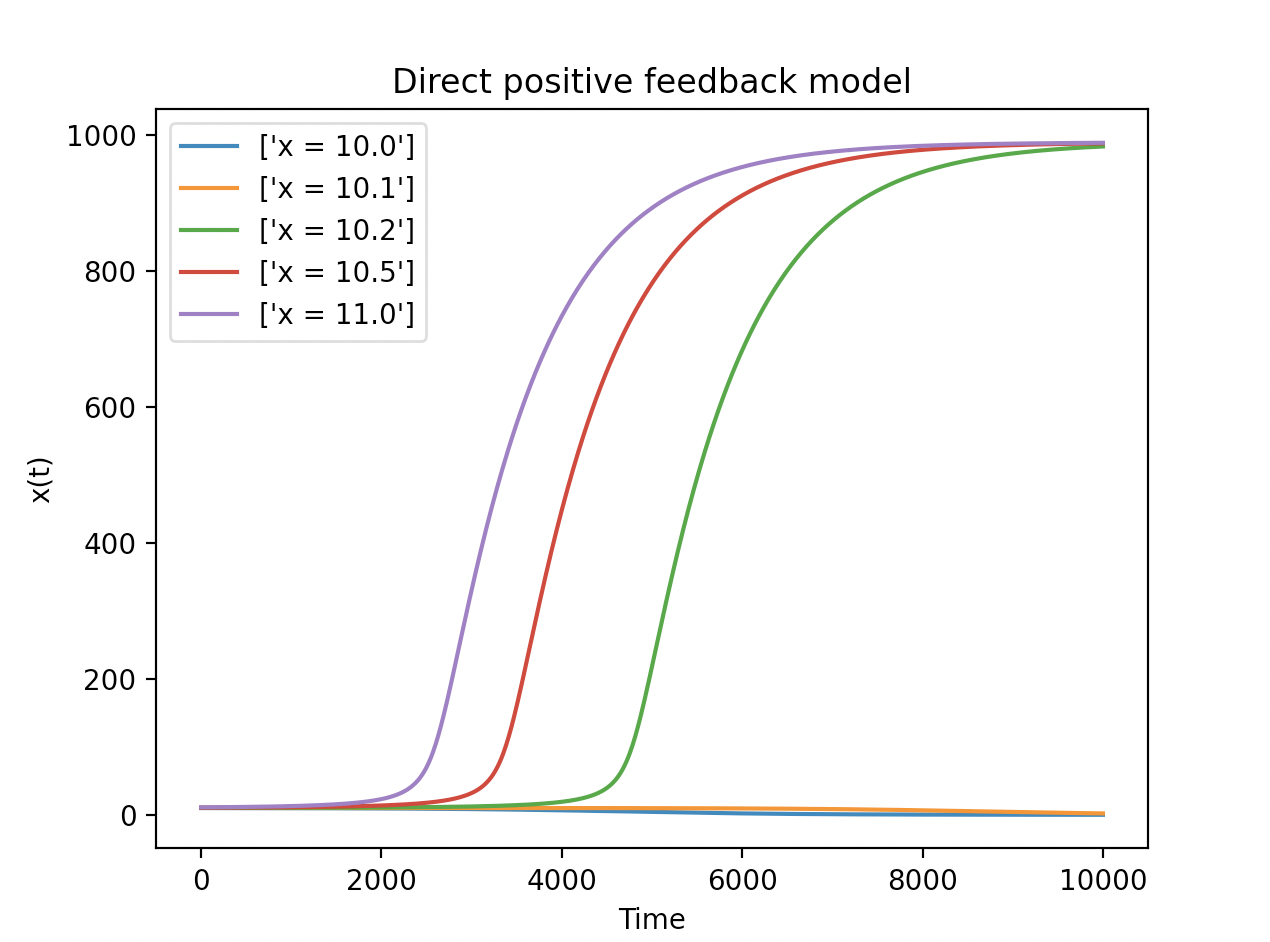 Direct positive feedback model
1000
800
600
400
200
0
x(t)
['x = 10.0']
['x = 10.1']
['x = 10.2']
['x = 10.5']
['x = 11.0']
0 2000 4000 6000 8000 10000
Time